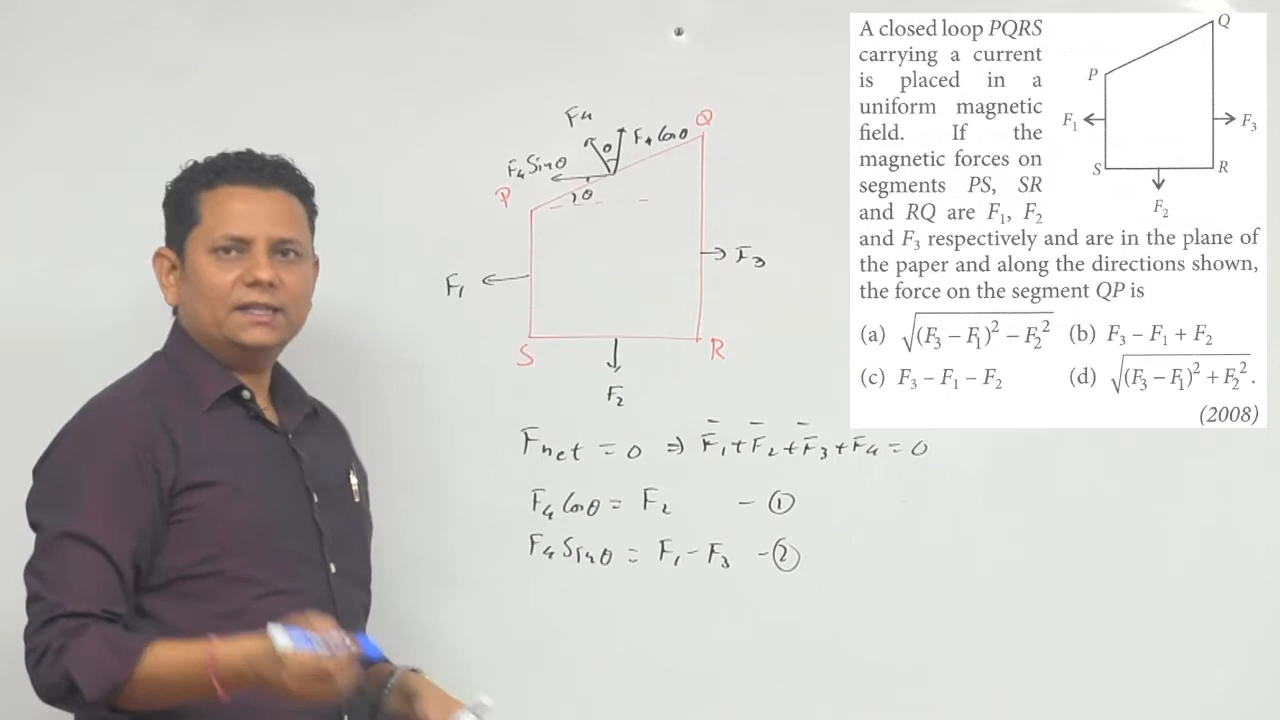 A closed loop PQRS
carrying a current
is placed in a
uniform magnetic
field. If the
magnetic forces on
segments PS, SR
and RQ are F₁, F₂
and F₃ respectively and are in the plane of
the paper and along the directions shown,
the force on the segment QP is
(a) √((F₃ − F₁)² − F₂²) (b) F₃ − F₁ + F₂
(c) F₃ − F₁ − F₂ (d) √((F₃ − F₁)² + F₂²).
(2008)
Q
P
F₁
F₃
S
R
F₂
F₄
Q
θ
F₄ Cosθ
F₄ Sinθ
P
θ
F₃
F₁
S
R
F₂
Fnet = 0 ⇒ F̄₁ + F̄₂ + F̄₃ + F̄₄ = 0
F₄ Cosθ = F₂ - ①
F₄ Sinθ = F₁ - F₃ - ②